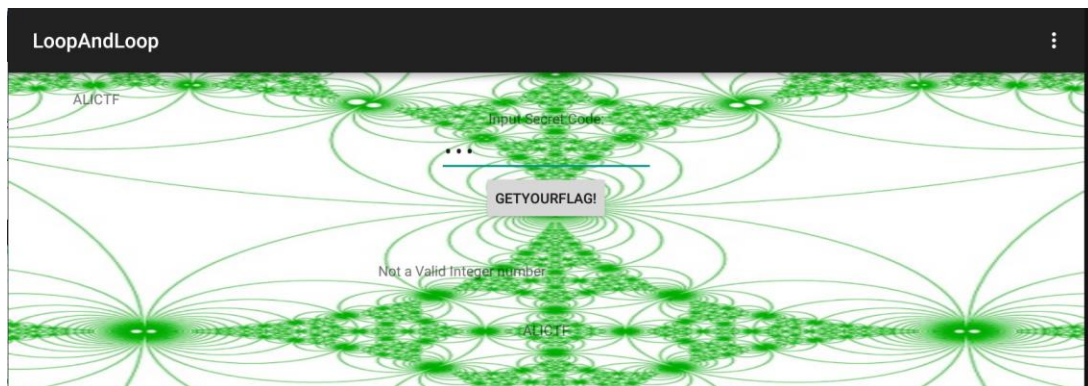 LoopAndLoop
ALICTF
Input Secret Code:
GETYOURFLAG!
Not a Valid Integer number
ALICTF